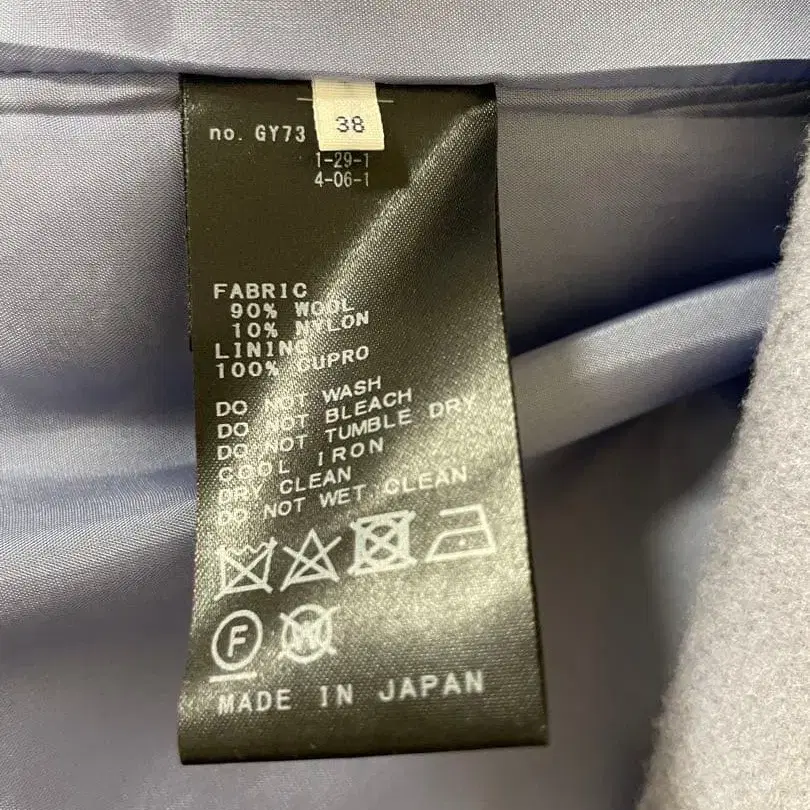 no. GY73
38
1-29-1
4-06-1
FABRIC
90% WOOL
10% NYLON
LINING
100% CUPRO
DO NOT WASH
DO NOT BLEACH
DO NOT TUMBLE DRY
COOL IRON
DRY CLEAN
DO NOT WET CLEAN
F
W
MADE IN JAPAN